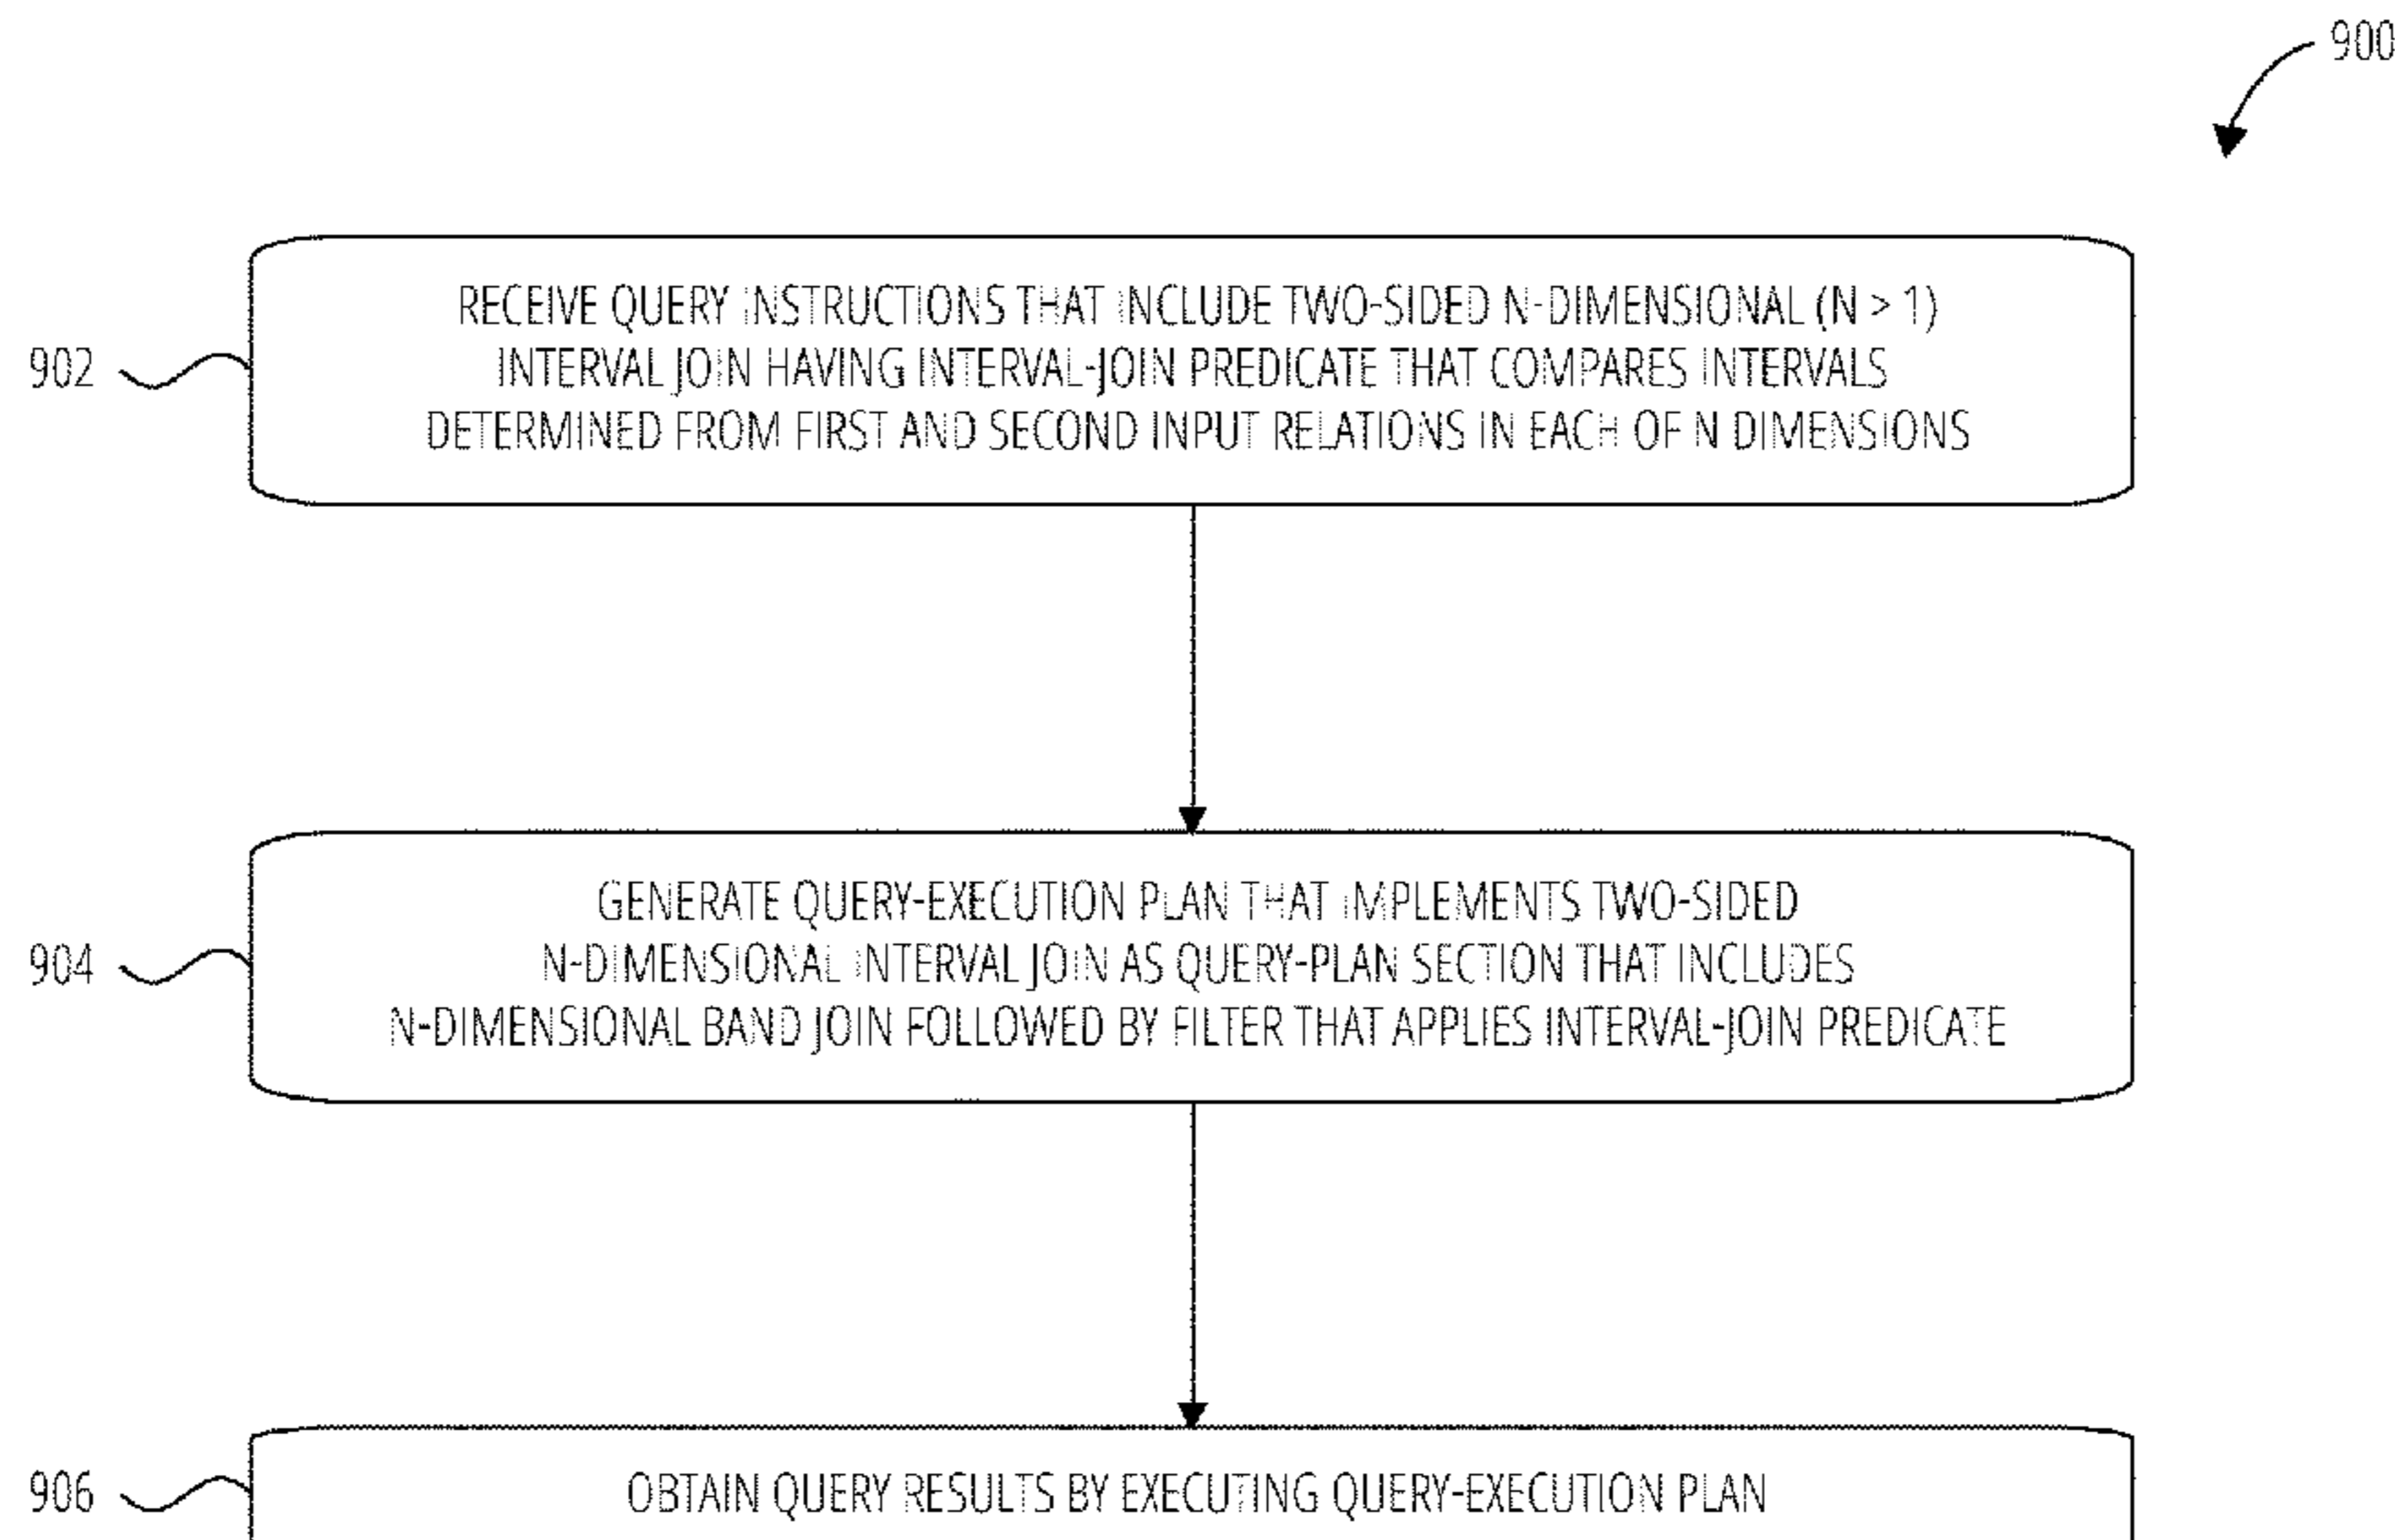 900
902
RECEIVE QUERY INSTRUCTIONS THAT INCLUDE TWO-SIDED N-DIMENSIONAL (N > 1)
INTERVAL JOIN HAVING INTERVAL-JOIN PREDICATE THAT COMPARES INTERVALS
DETERMINED FROM FIRST AND SECOND INPUT RELATIONS IN EACH OF N DIMENSIONS
904
GENERATE QUERY-EXECUTION PLAN THAT IMPLEMENTS TWO-SIDED
N-DIMENSIONAL INTERVAL JOIN AS QUERY-PLAN SECTION THAT INCLUDES
N-DIMENSIONAL BAND JOIN FOLLOWED BY FILTER THAT APPLIES INTERVAL-JOIN PREDICATE
906
OBTAIN QUERY RESULTS BY EXECUTING QUERY-EXECUTION PLAN